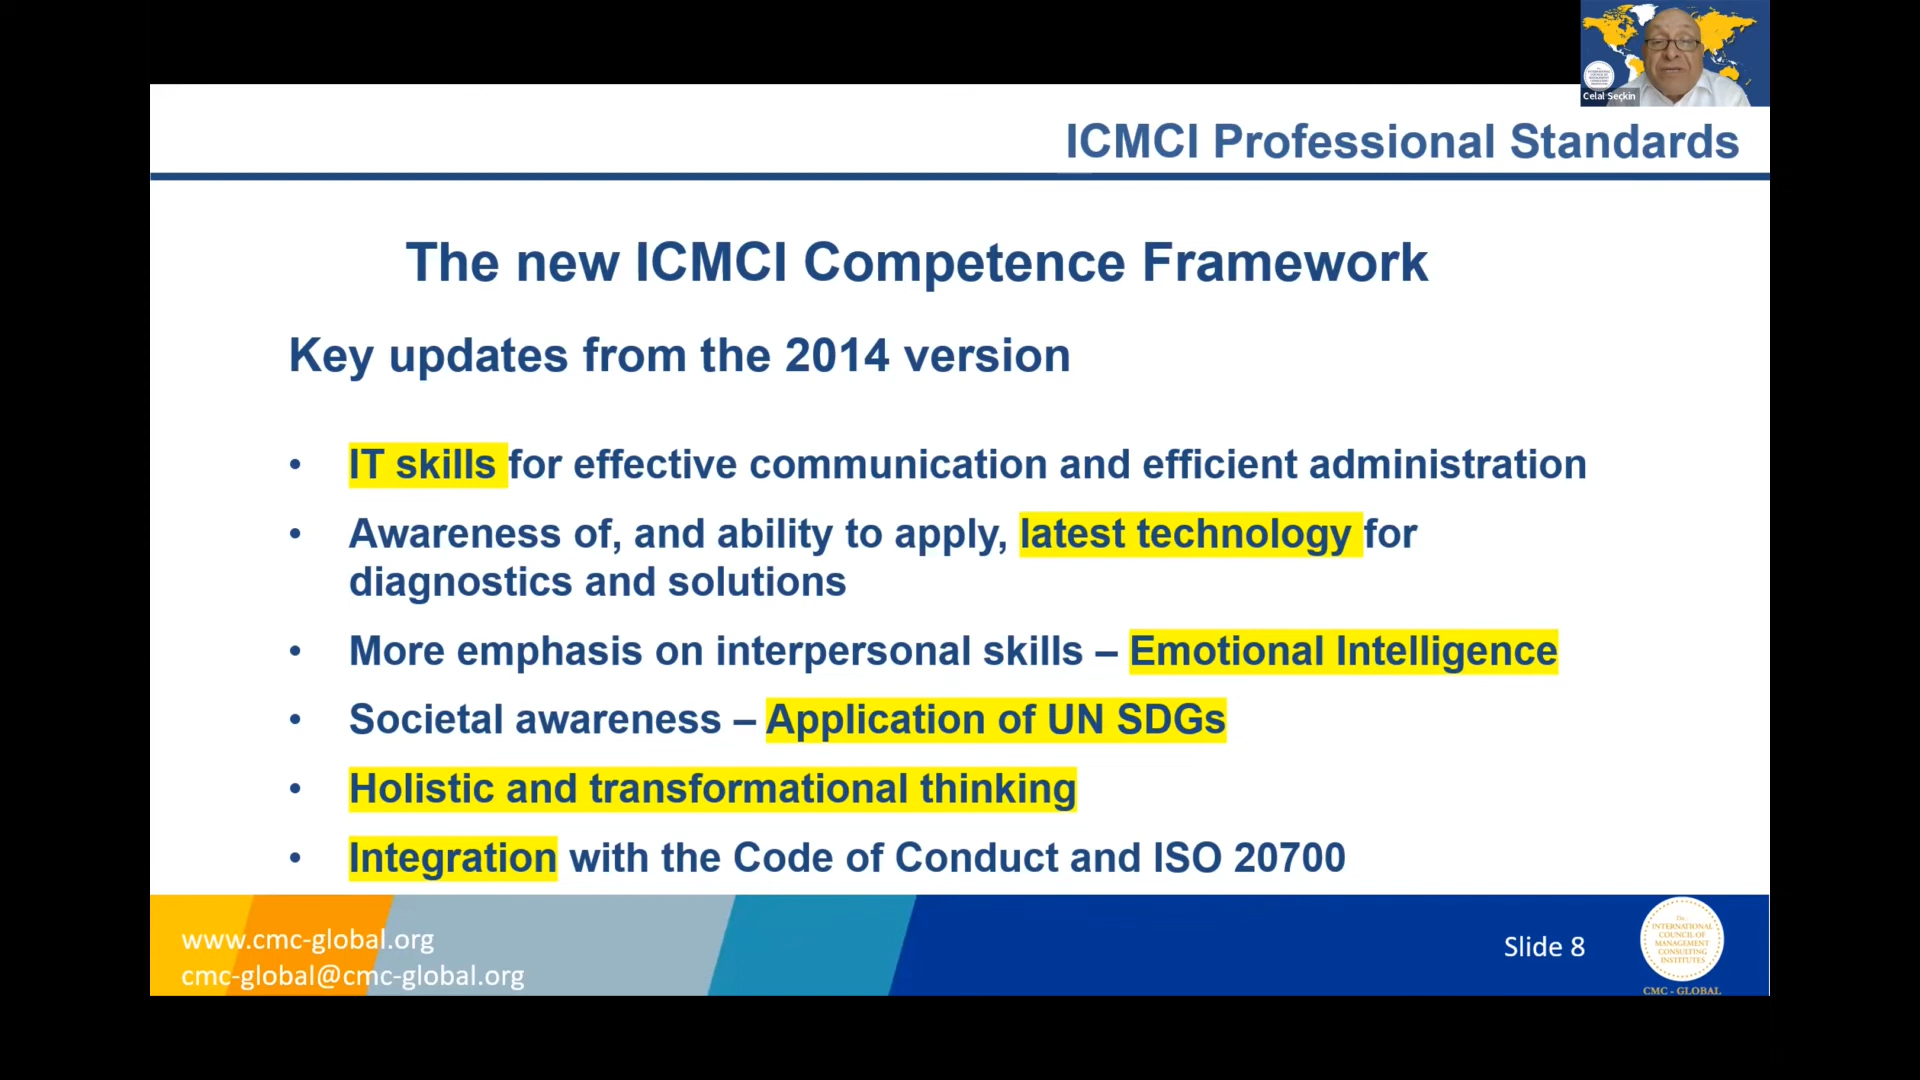 Celal Seçkin
ICMCI Professional Standards
The new ICMCI Competence Framework
Key updates from the 2014 version
• IT skills for effective communication and efficient administration
• Awareness of, and ability to apply, latest technology for
diagnostics and solutions
• More emphasis on interpersonal skills – Emotional Intelligence
• Societal awareness – Application of UN SDGs
• Holistic and transformational thinking
• Integration with the Code of Conduct and ISO 20700
www.cmc-global.org
cmc-global@cmc-global.org
Slide 8
The
INTERNATIONAL
COUNCIL OF
MANAGEMENT
CONSULTING
INSTITUTES
CMC - GLOBAL